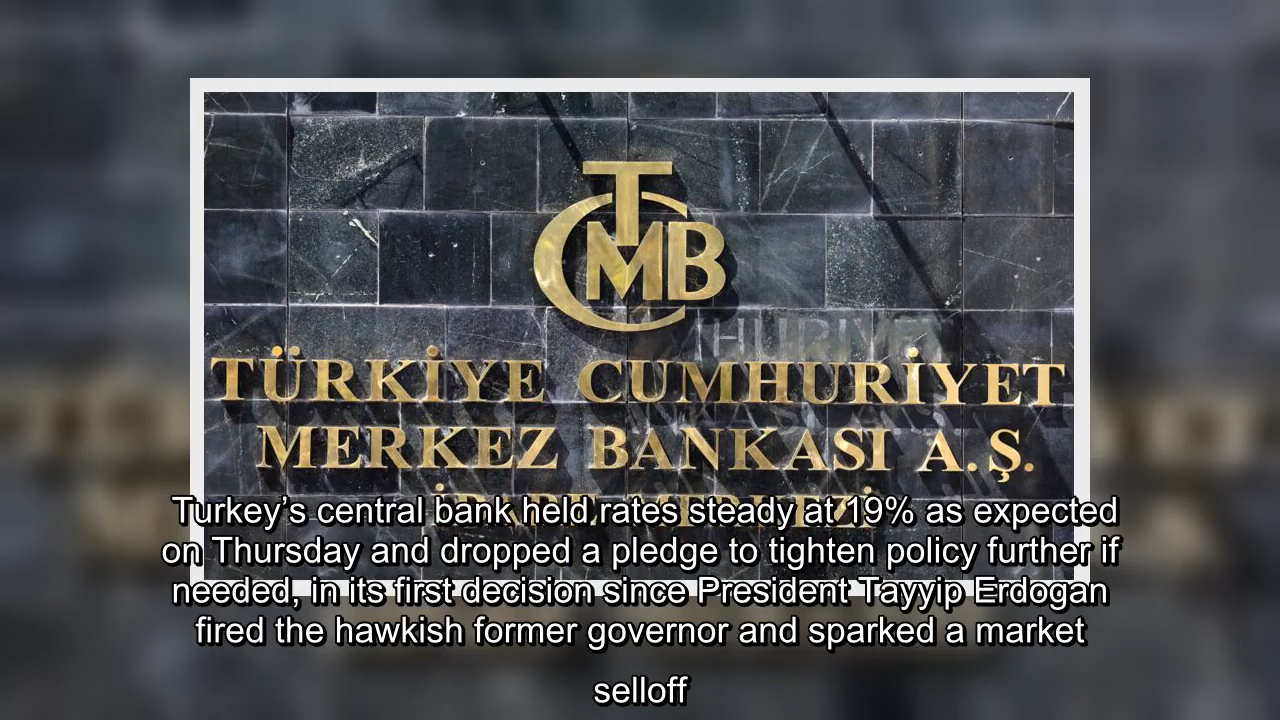 TCMB
TÜRKİYE CUMHURİYET
MERKEZ BANKASI A.Ş.
Turkey’s central bank held rates steady at 19% as expected
on Thursday and dropped a pledge to tighten policy further if
needed, in its first decision since President Tayyip Erdogan
fired the hawkish former governor and sparked a market
selloff